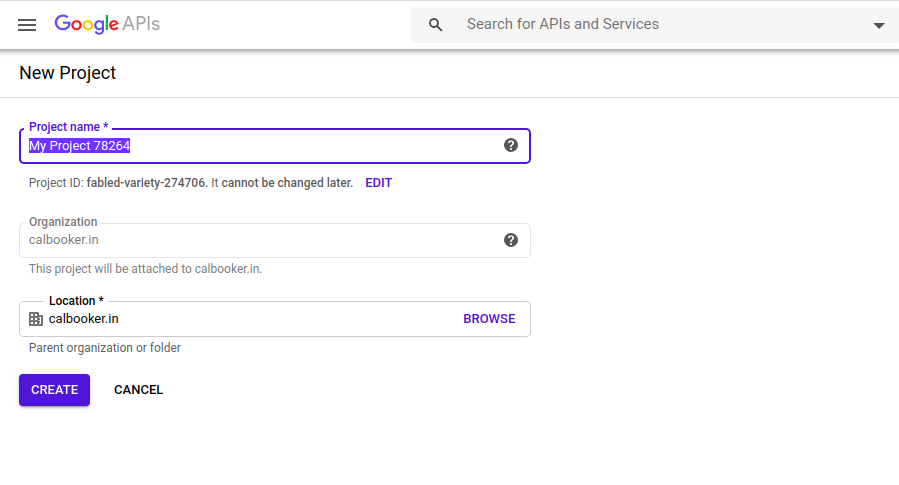 Google APIs
Search for APIs and Services
New Project
Project name *
My Project 78264
Project ID: fabled-variety-274706. It cannot be changed later. EDIT
Organization
calbooker.in
This project will be attached to calbooker.in.
Location *
calbooker.in BROWSE
Parent organization or folder
CREATE CANCEL